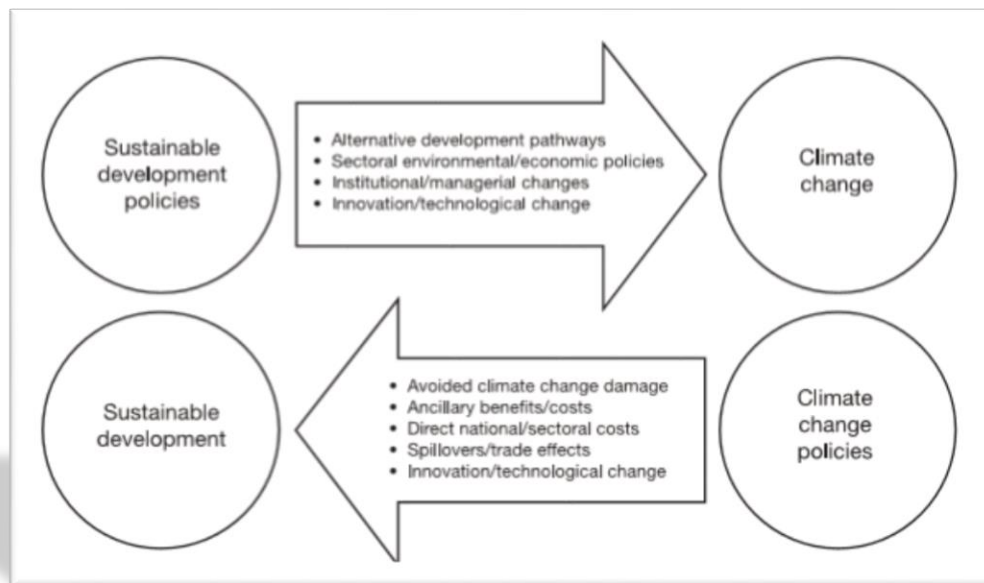 Sustainable
development
policies
• Alternative development pathways
• Sectoral environmental/economic policies
• Institutional/managerial changes
• Innovation/technological change
Climate
change
Sustainable
development
• Avoided climate change damage
• Ancillary benefits/costs
• Direct national/sectoral costs
• Spillovers/trade effects
• Innovation/technological change
Climate
change
policies